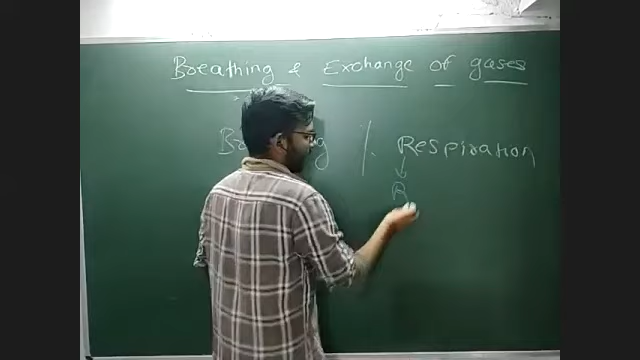 Breathing & Exchange of gases
Respiration
R